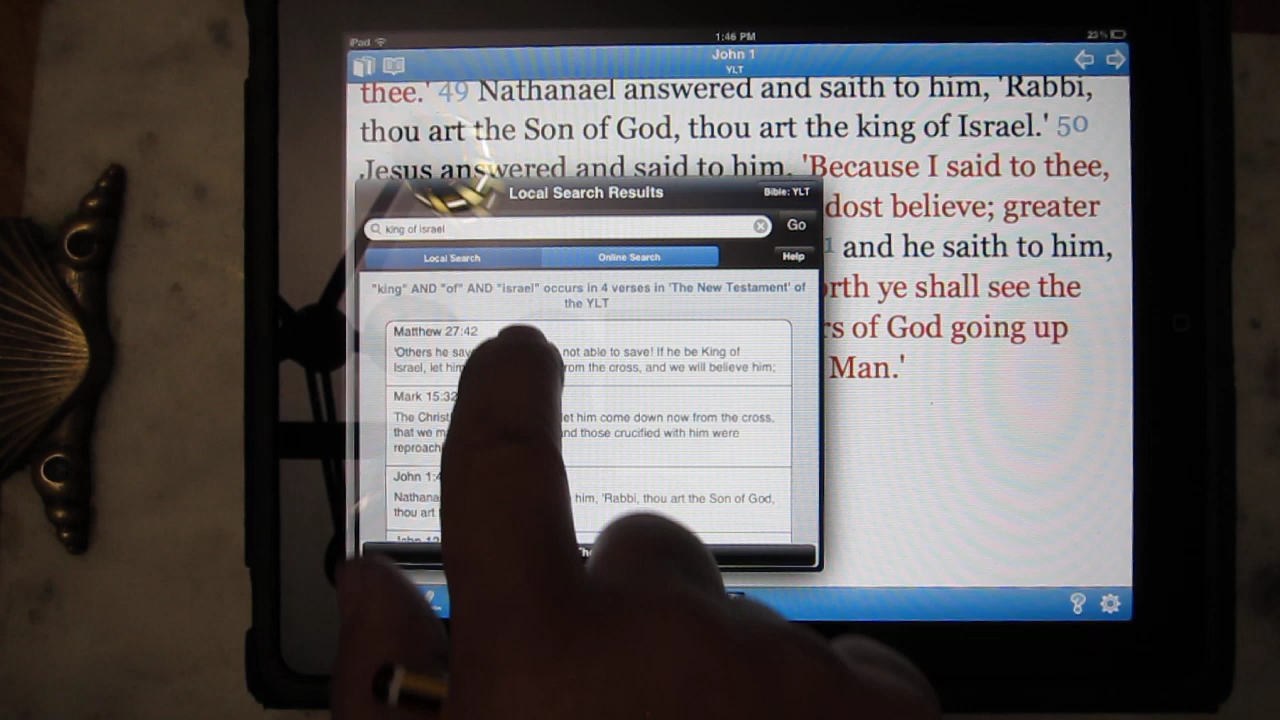 iPad 1:46 PM 23%
John 1
YLT
thee.' 49 Nathanael answered and saith to him, 'Rabbi,
thou art the Son of God, thou art the king of Israel.' 50
Jesus answered and said to him, 'Because I said to thee,
dost believe; greater
1 and he saith to him,
orth ye shall see the
rs of God going up
Man.'
Local Search Results Bible: YLT
king of israel Go
Local Search Online Search Help
"king" AND "of" AND "israel" occurs in 4 verses in 'The New Testament' of
the YLT
Matthew 27:42
'Others he sav not able to save! If he be King of
Israel, let him from the cross, and we will believe him;
Mark 15:32
The Christ let him come down now from the cross,
that we m and those crucified with him were
reproach
John 1:4
Nathana him, 'Rabbi, thou art the Son of God,
thou art
John 12